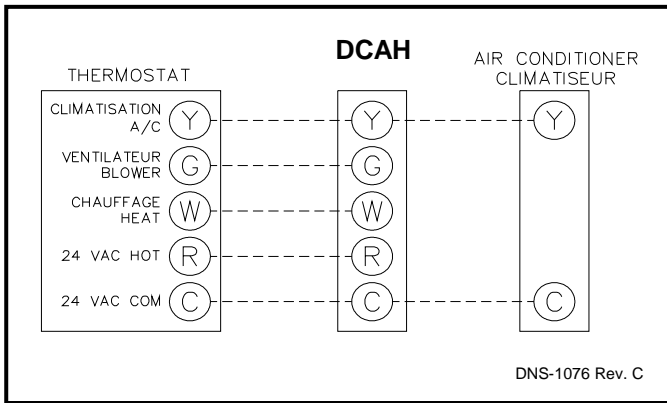 DCAH
THERMOSTAT
AIR CONDITIONER
CLIMATISEUR
CLIMATISATION
A/C
Y
Y
Y
VENTILATEUR
BLOWER
G
G
CHAUFFAGE
HEAT
W
W
24 VAC HOT
R
R
24 VAC COM
C
C
C
DNS-1076 Rev. C